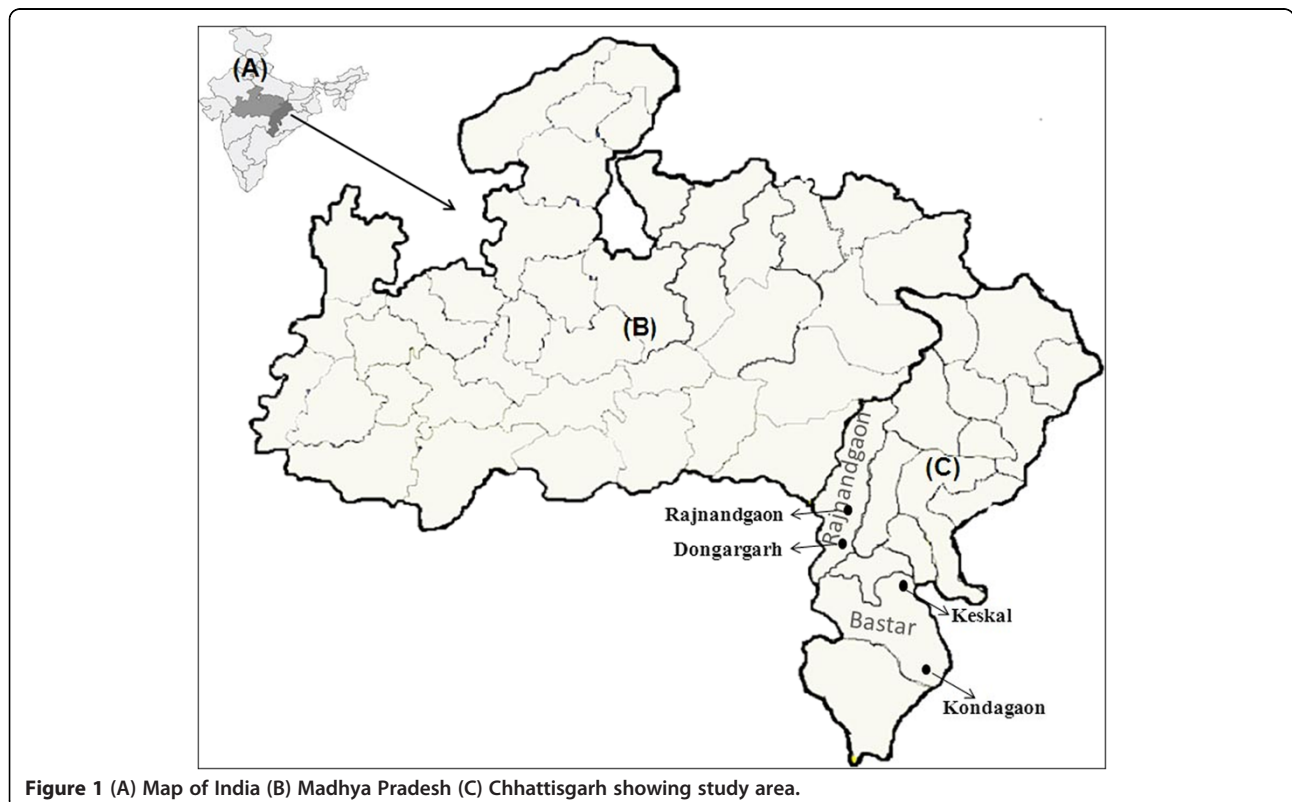 (A)
(B)
(C)
Rajnandgaon
Rajnandgaon
Dongargarh
Keskal
Bastar
Kondagaon
Figure 1 (A) Map of India (B) Madhya Pradesh (C) Chhattisgarh showing study area.